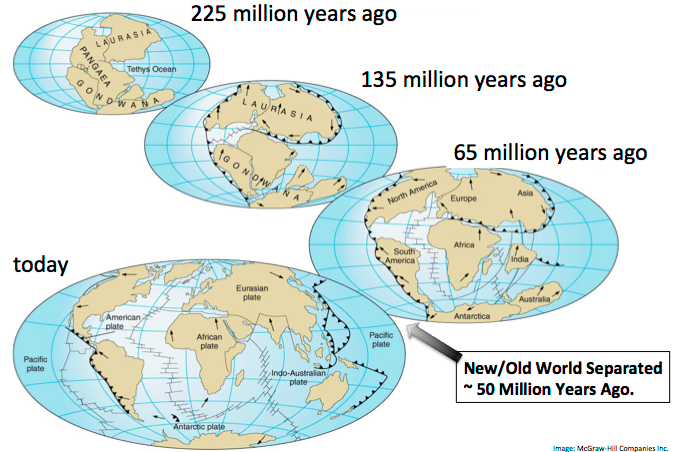 225 million years ago
LAURASIA
PANGAEA
Tethys Ocean
GONDWANA
135 million years ago
LAURASIA
GONDWANA
65 million years ago
North America
Europe
Asia
Africa
South
America
India
Australia
Antarctica
today
Eurasian
plate
American
plate
African
plate
Pacific
plate
Pacific
plate
Indo-Australian
plate
Antarctic plate
New/Old World Separated
~ 50 Million Years Ago.
Image: McGraw-Hill Companies Inc.